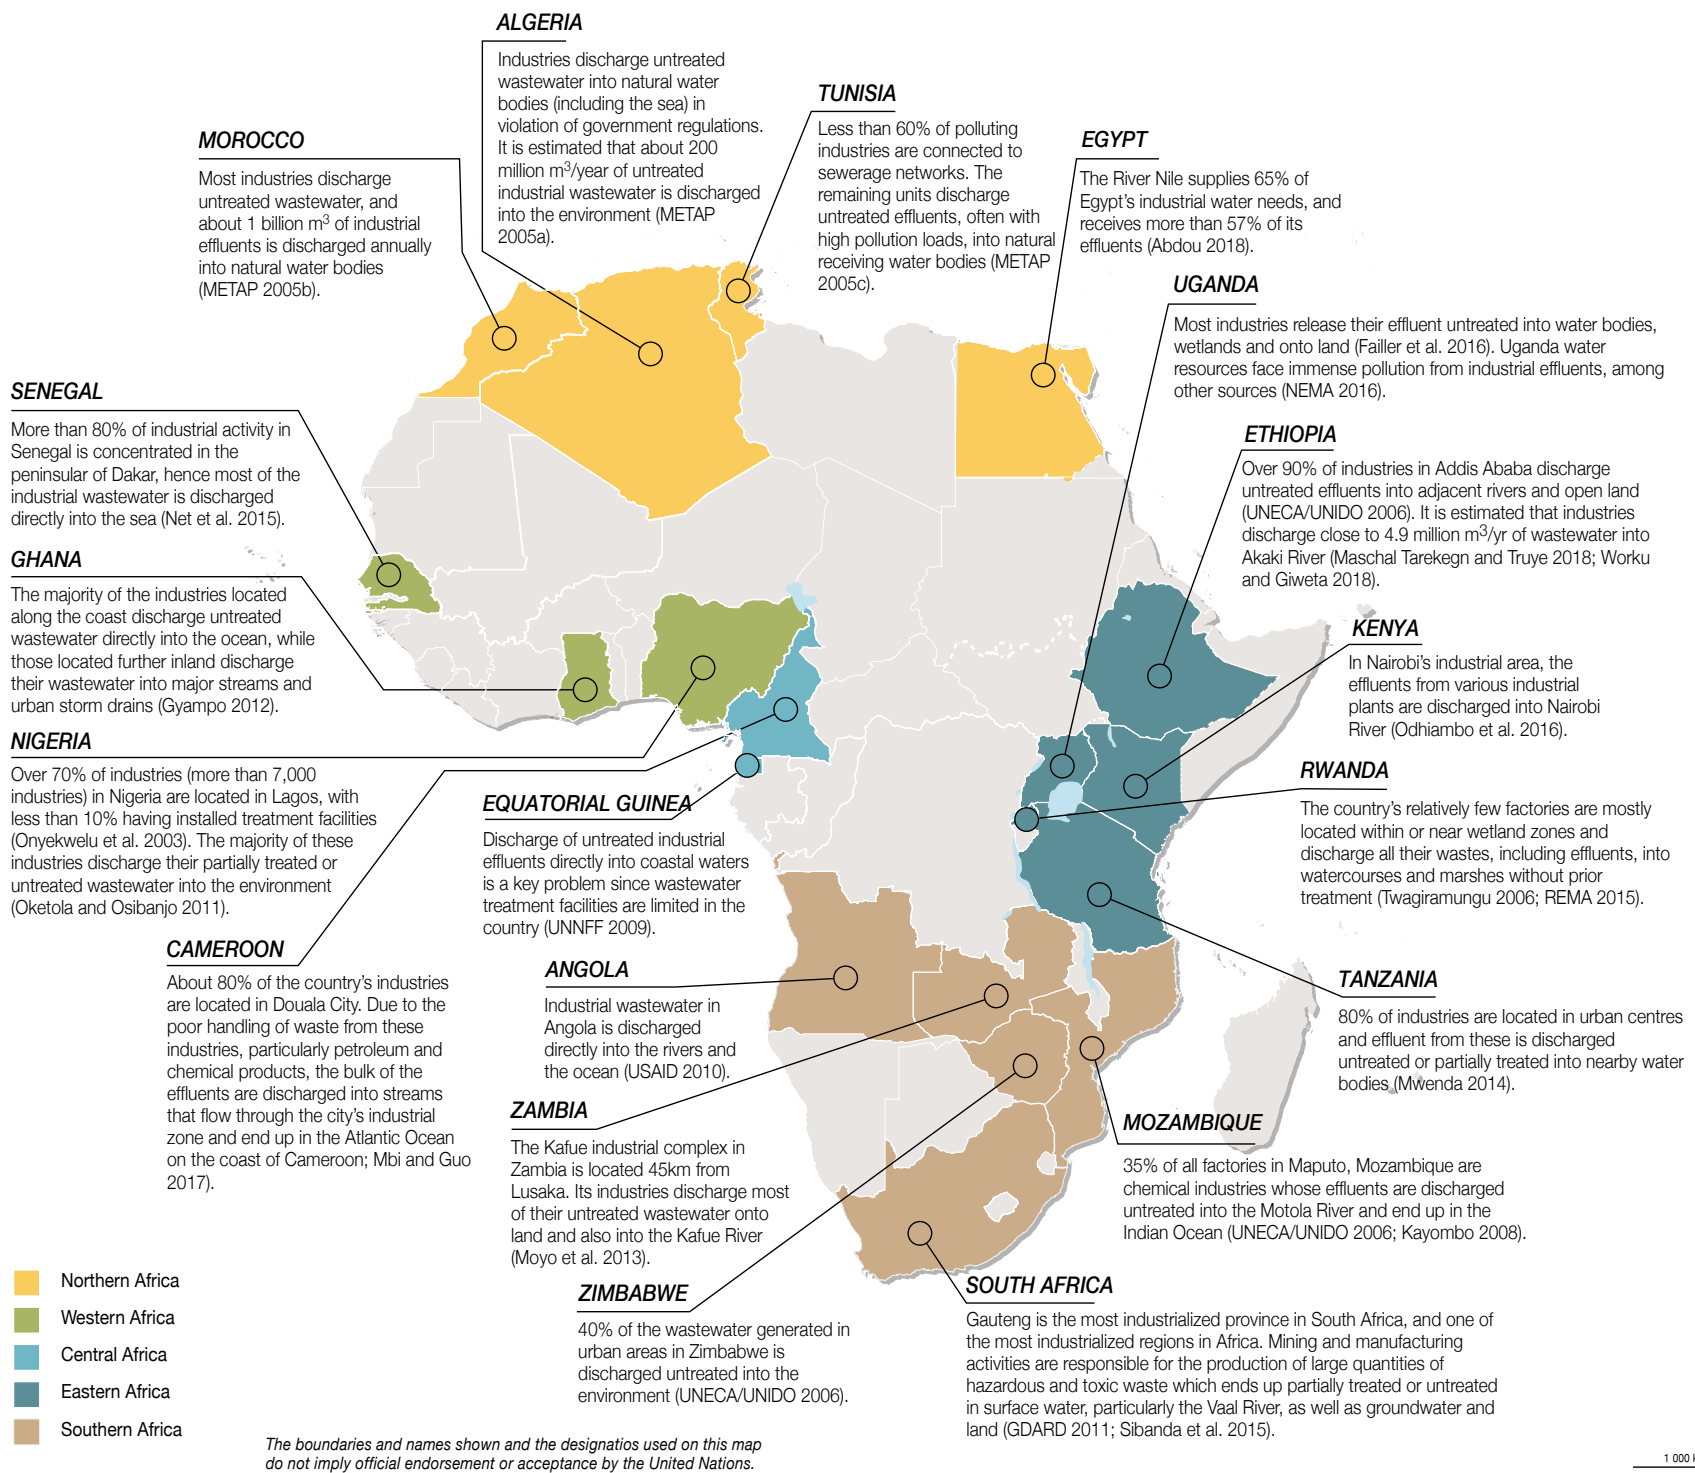 ALGERIA
Industries discharge untreated
wastewater into natural water
bodies (including the sea) in
violation of government regulations.
It is estimated that about 200
million m³/year of untreated
industrial wastewater is discharged
into the environment (METAP
2005a).
TUNISIA
Less than 60% of polluting
industries are connected to
sewerage networks. The
remaining units discharge
untreated effluents, often with
high pollution loads, into natural
receiving water bodies (METAP
2005c).
MOROCCO
Most industries discharge
untreated wastewater, and
about 1 billion m³ of industrial
effluents is discharged annually
into natural water bodies
(METAP 2005b).
EGYPT
The River Nile supplies 65% of
Egypt's industrial water needs, and
receives more than 57% of its
effluents (Abdou 2018).
UGANDA
Most industries release their effluent untreated into water bodies,
wetlands and onto land (Failler et al. 2016). Uganda water
resources face immense pollution from industrial effluents, among
other sources (NEMA 2016).
SENEGAL
More than 80% of industrial activity in
Senegal is concentrated in the
peninsular of Dakar, hence most of the
industrial wastewater is discharged
directly into the sea (Net et al. 2015).
ETHIOPIA
Over 90% of industries in Addis Ababa discharge
untreated effluents into adjacent rivers and open land
(UNECA/UNIDO 2006). It is estimated that industries
discharge close to 4.9 million m³/yr of wastewater into
Akaki River (Maschal Tarekegn and Truye 2018; Worku
and Giweta 2018).
GHANA
The majority of the industries located
along the coast discharge untreated
wastewater directly into the ocean, while
those located further inland discharge
their wastewater into major streams and
urban storm drains (Gyampo 2012).
KENYA
In Nairobi's industrial area, the
effluents from various industrial
plants are discharged into Nairobi
River (Odhiambo et al. 2016).
NIGERIA
Over 70% of industries (more than 7,000
industries) in Nigeria are located in Lagos, with
less than 10% having installed treatment facilities
(Onyekwelu et al. 2003). The majority of these
industries discharge their partially treated or
untreated wastewater into the environment
(Oketola and Osibanjo 2011).
EQUATORIAL GUINEA
Discharge of untreated industrial
effluents directly into coastal waters
is a key problem since wastewater
treatment facilities are limited in the
country (UNNFF 2009).
RWANDA
The country's relatively few factories are mostly
located within or near wetland zones and
discharge all their wastes, including effluents, into
watercourses and marshes without prior
treatment (Twagiramungu 2006; REMA 2015).
CAMEROON
About 80% of the country's industries
are located in Douala City. Due to the
poor handling of waste from these
industries, particularly petroleum and
chemical products, the bulk of the
effluents are discharged into streams
that flow through the city's industrial
zone and end up in the Atlantic Ocean
on the coast of Cameroon; Mbi and Guo
2017).
ANGOLA
Industrial wastewater in
Angola is discharged
directly into the rivers and
the ocean (USAID 2010).
TANZANIA
80% of industries are located in urban centres
and effluent from these is discharged
untreated or partially treated into nearby water
bodies (Mwenda 2014).
ZAMBIA
The Kafue industrial complex in
Zambia is located 45km from
Lusaka. Its industries discharge most
of their untreated wastewater onto
land and also into the Kafue River
(Moyo et al. 2013).
MOZAMBIQUE
35% of all factories in Maputo, Mozambique are
chemical industries whose effluents are discharged
untreated into the Motola River and end up in the
Indian Ocean (UNECA/UNIDO 2006; Kayombo 2008).
ZIMBABWE
40% of the wastewater generated in
urban areas in Zimbabwe is
discharged untreated into the
environment (UNECA/UNIDO 2006).
SOUTH AFRICA
Gauteng is the most industrialized province in South Africa, and one of
the most industrialized regions in Africa. Mining and manufacturing
activities are responsible for the production of large quantities of
hazardous and toxic waste which ends up partially treated or untreated
in surface water, particularly the Vaal River, as well as groundwater and
land (GDARD 2011; Sibanda et al. 2015).
Northern Africa
Western Africa
Central Africa
Eastern Africa
Southern Africa
The boundaries and names shown and the designatios used on this map
do not imply official endorsement or acceptance by the United Nations.
1 000